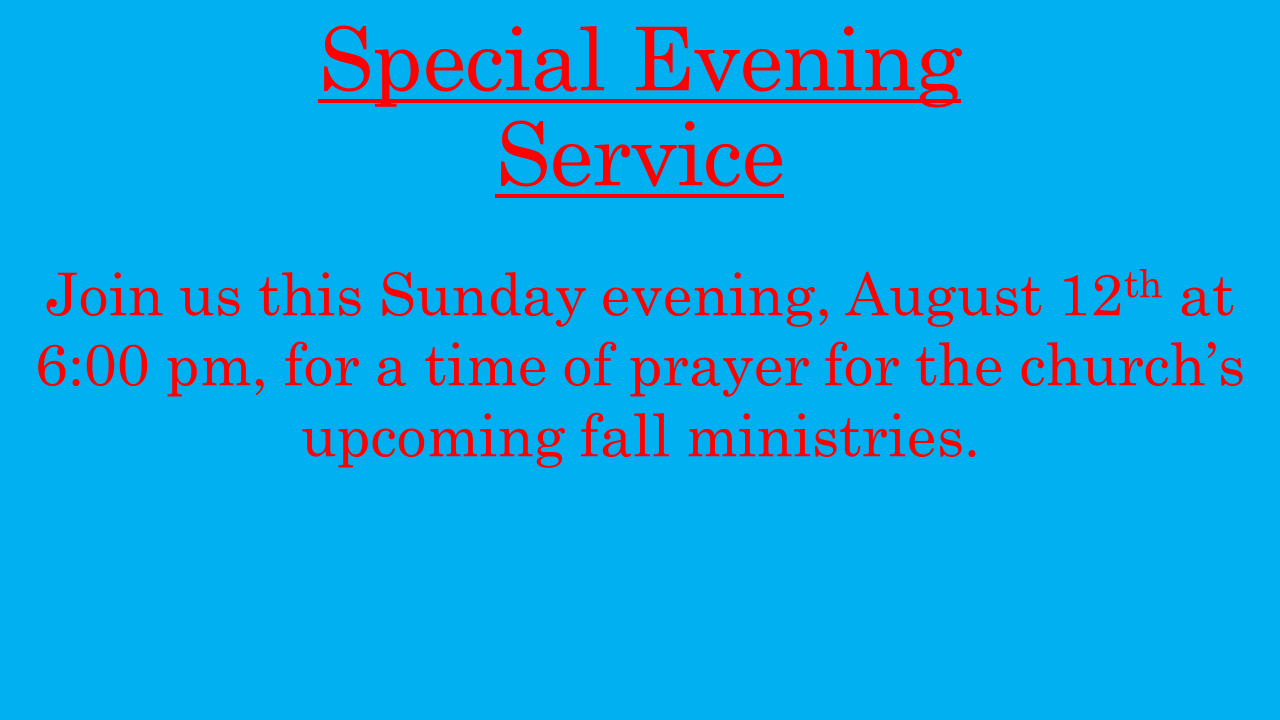 Special Evening
Service
Join us this Sunday evening, August 12th at
6:00 pm, for a time of prayer for the church’s
upcoming fall ministries.